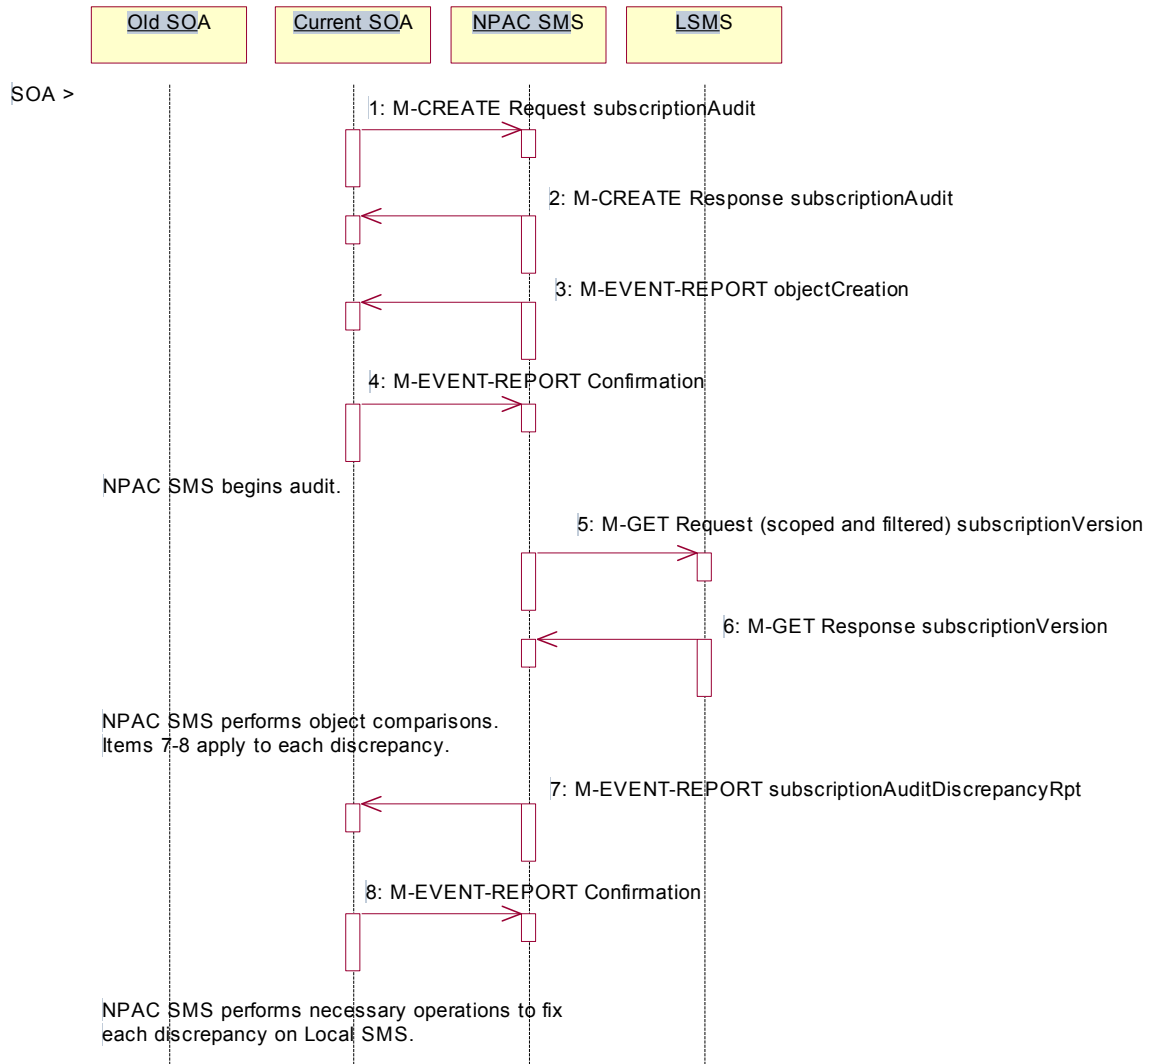 Old SOA
Current SOA
NPAC SMS
LSMS
SOA >
1: M-CREATE Request subscriptionAudit
2: M-CREATE Response subscriptionAudit
3: M-EVENT-REPORT objectCreation
4: M-EVENT-REPORT Confirmation
NPAC SMS begins audit.
5: M-GET Request (scoped and filtered) subscriptionVersion
6: M-GET Response subscriptionVersion
NPAC SMS performs object comparisons.
Items 7-8 apply to each discrepancy.
7: M-EVENT-REPORT subscriptionAuditDiscrepancyRpt
8: M-EVENT-REPORT Confirmation
NPAC SMS performs necessary operations to fix
each discrepancy on Local SMS.